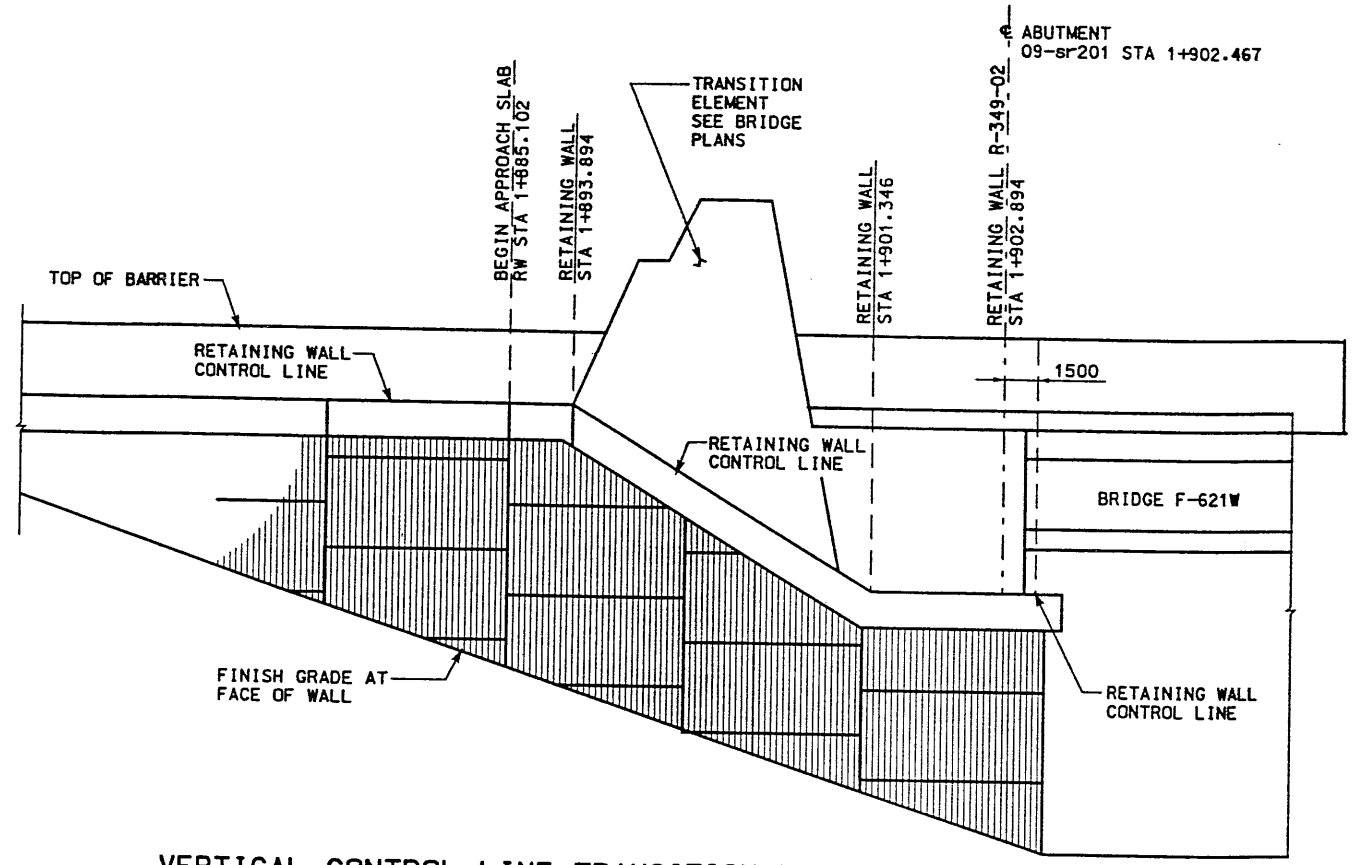 ℄ ABUTMENT
09-sr201 STA 1+902.467
BEGIN APPROACH SLAB
RW STA 1+885.102
RETAINING WALL
STA 1+893.894
TRANSITION
ELEMENT
SEE BRIDGE
PLANS
RETAINING WALL
STA 1+901.346
RETAINING WALL R-349-02
STA 1+902.894
TOP OF BARRIER
RETAINING WALL
CONTROL LINE
1500
RETAINING WALL
CONTROL LINE
BRIDGE F-621W
FINISH GRADE AT
FACE OF WALL
RETAINING WALL
CONTROL LINE
VERTICAL CONTROL LINE